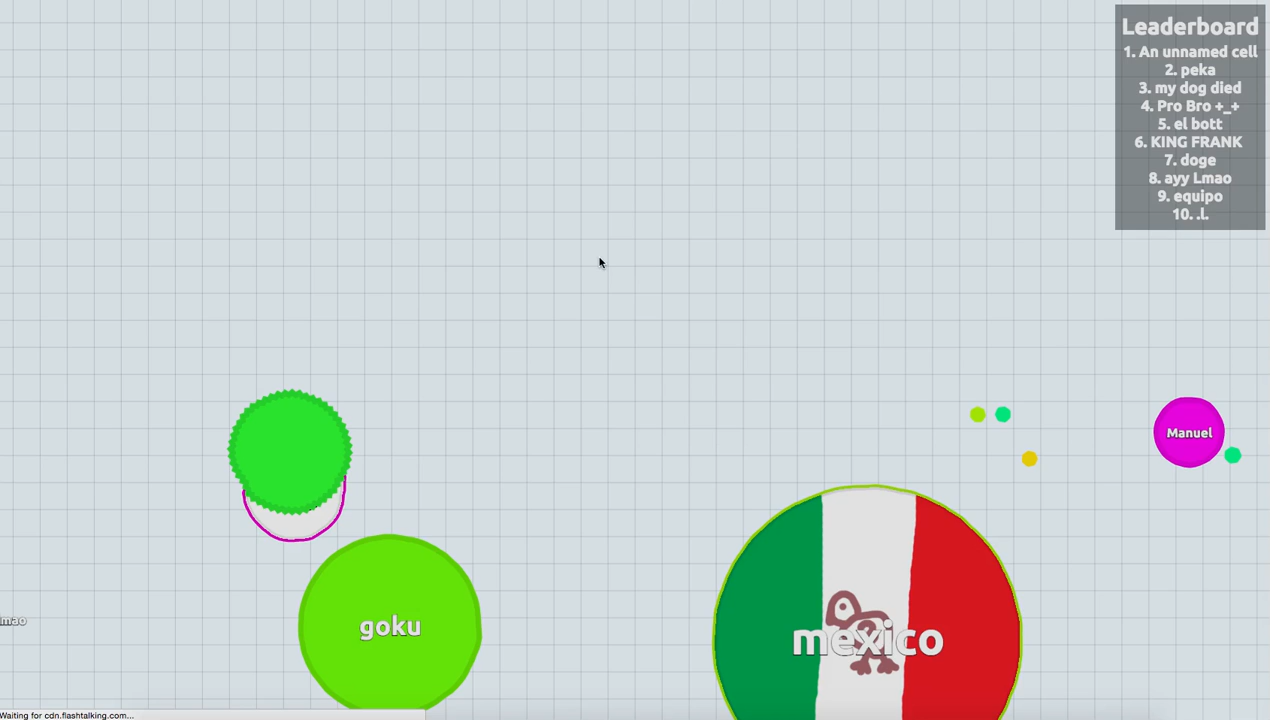 Leaderboard
1. An unnamed cell
2. peka
3. my dog died
4. Pro Bro +_+
5. el bott
6. KING FRANK
7. doge
8. ayy Lmao
9. equipo
10. .l.
Manuel
goku
mexico
lmao
Waiting for cdn.flashtalking.com...